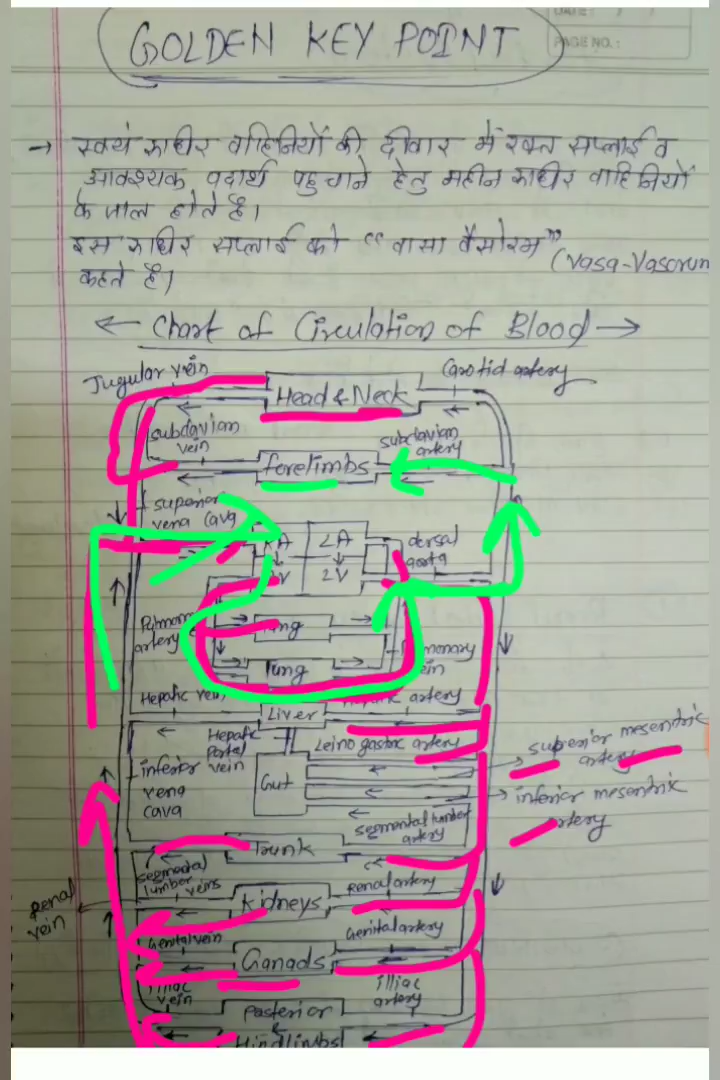 DATE: / /
PAGE NO.:
GOLDEN KEY POINT
→ स्वयं रूधीर वाहिनियों की दीवार में रक्त सप्लाई व
आवश्यक पदार्थ पहुचाने हेतु महीन रूधीर वाहिनियों
के जाल होते है।
इस रूधीर सप्लाई को “वासा वैसोरम” (Vasa-Vasorum
कहते है।
← Chart of Circulation of Blood →
Jugular vein
Head & Neck
Carotid artery
subclavian vein
forelimbs
subclavian artery
superior vena cava
RA
LA
dorsal aorta
LV
Pulmonary artery
lung
lung
Pulmonary vein
Hepatic vein
Liver
Hepatic artery
Hepatic Portal vein
Leino gastric artery
superior mesentric artery
inferior vena cava
Gut
inferior mesentric artery
segmental lumber artery
Trunk
segmental lumber veins
Renal vein
Kidneys
Renal artery
Genital vein
Gonads
Genital artery
illiac vein
Posterior
illiac artery
Hindlimbs